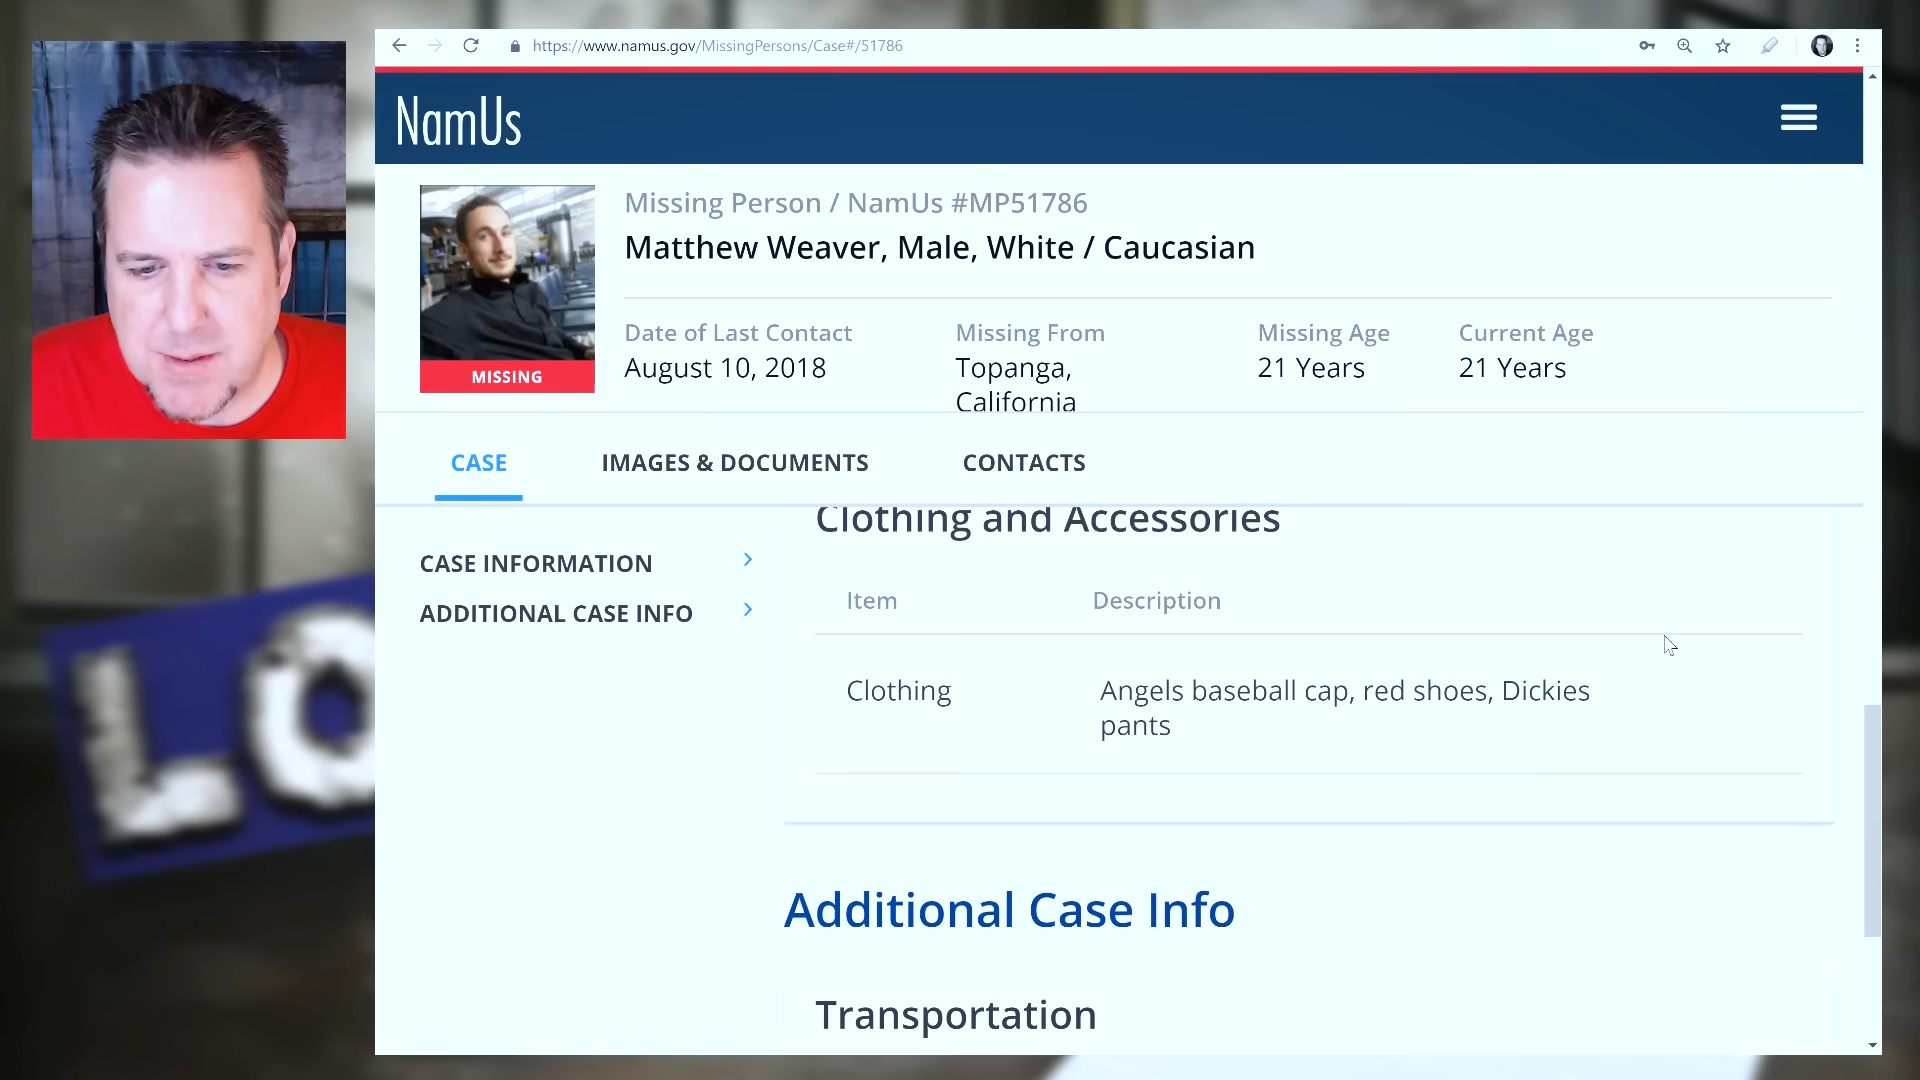 https://www.namus.gov/MissingPersons/Case#/51786
NamUs
Missing Person / NamUs #MP51786
Matthew Weaver, Male, White / Caucasian
Date of Last Contact
August 10, 2018
Missing From
Topanga,
California
Missing Age
21 Years
Current Age
21 Years
MISSING
CASE
IMAGES & DOCUMENTS
CONTACTS
CASE INFORMATION
ADDITIONAL CASE INFO
Clothing and Accessories
Item
Description
Clothing
Angels baseball cap, red shoes, Dickies
pants
Additional Case Info
Transportation
LO